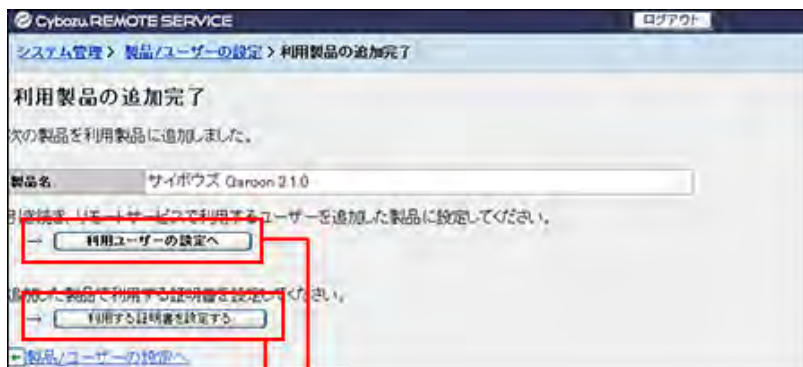 Cybozu REMOTE SERVICE ログアウト
システム管理 > 製品/ユーザーの設定 > 利用製品の追加完了
利用製品の追加完了
次の製品を利用製品に追加しました。
製品名 サイボウズ Garoon 2.1.0
引き続き、リモートサービスで利用するユーザーを追加した製品に設定してください。
→ 利用ユーザーの設定へ
追加した製品で利用する証明書を設定してください。
→ 利用する証明書を設定する
製品/ユーザーの設定へ